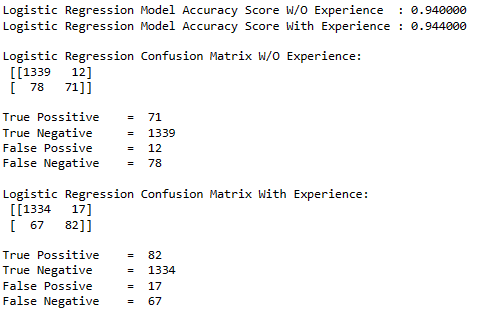 Logistic Regression Model Accuracy Score W/O Experience  : 0.940000
Logistic Regression Model Accuracy Score With Experience : 0.944000
Logistic Regression Confusion Matrix W/O Experience:
[[1339   12]
[  78   71]]
True Possitive    =  71
True Negative     =  1339
False Possive     =  12
False Negative    =  78
Logistic Regression Confusion Matrix With Experience:
[[1334   17]
[  67   82]]
True Possitive    =  82
True Negative     =  1334
False Possitive   =  17
False Negative    =  67